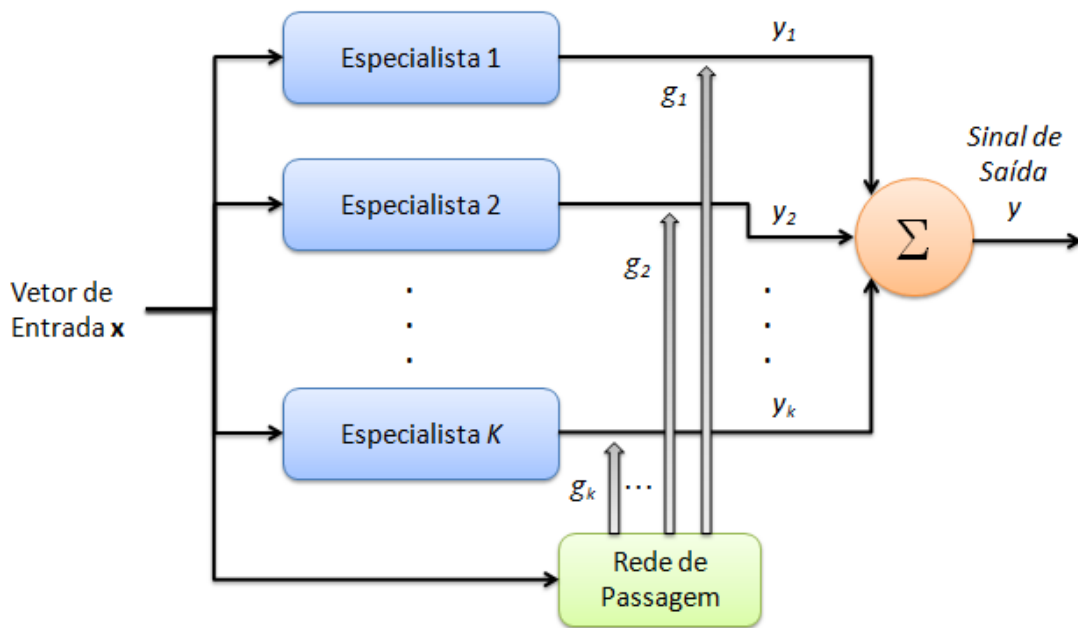 Especialista 1
y1
g1
Sinal de
Saída
y
Especialista 2
y2
g2
Σ
Vetor de
Entrada x
.
.
.
.
.
.
Especialista K
yk
gk
...
Rede de
Passagem